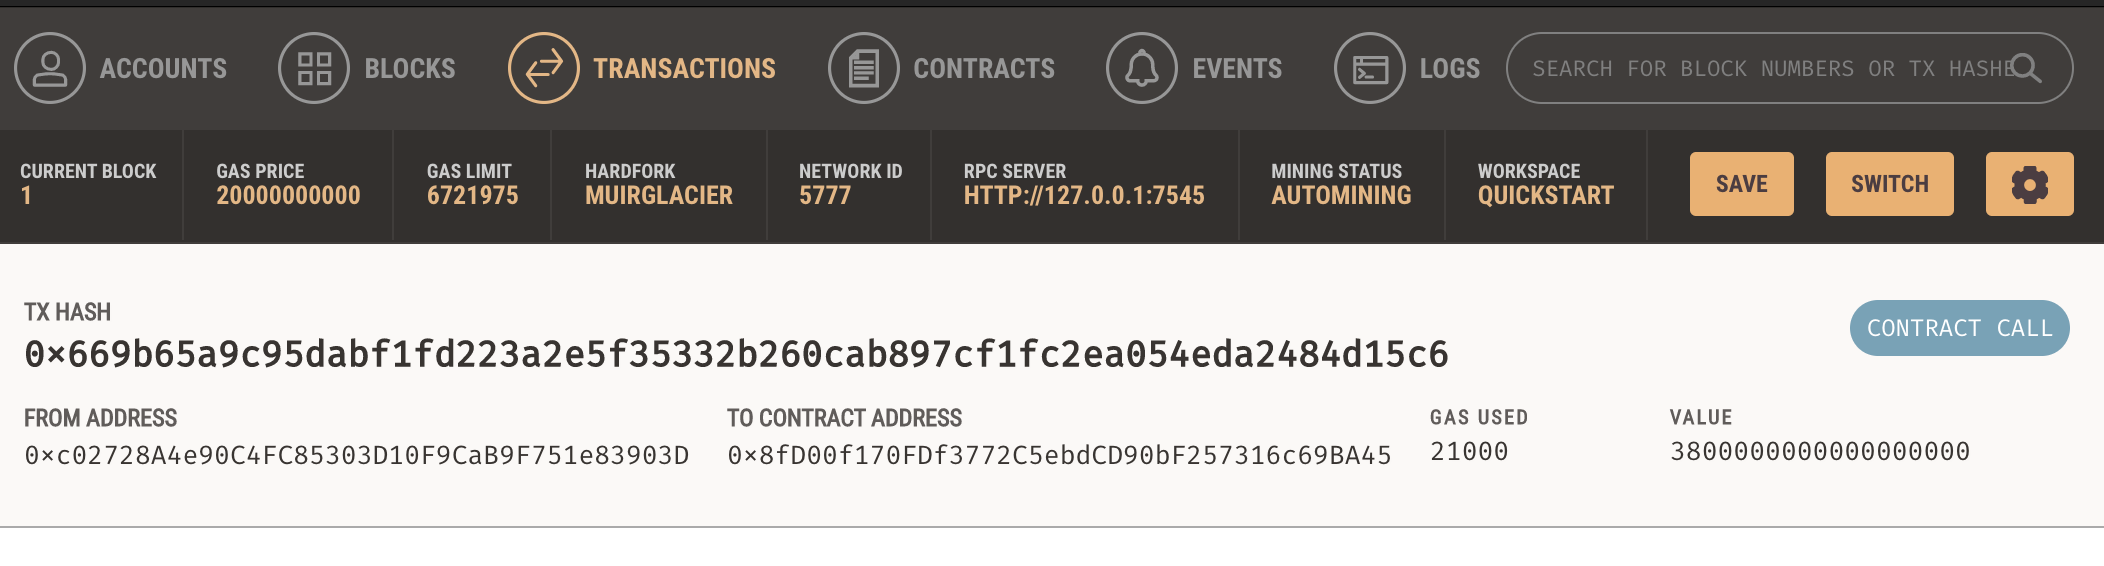 ACCOUNTS BLOCKS TRANSACTIONS CONTRACTS EVENTS LOGS SEARCH FOR BLOCK NUMBERS OR TX HASHE
CURRENT BLOCK GAS PRICE GAS LIMIT HARDFORK NETWORK ID RPC SERVER MINING STATUS WORKSPACE
1 20000000000 6721975 MUIRGLACIER 5777 HTTP://127.0.0.1:7545 AUTOMINING QUICKSTART SAVE SWITCH
TX HASH
0×669b65a9c95dabf1fd223a2e5f35332b260cab897cf1fc2ea054eda2484d15c6 CONTRACT CALL
FROM ADDRESS TO CONTRACT ADDRESS GAS USED VALUE
0×c02728A4e90C4FC85303D10F9CaB9F751e83903D 0×8fD00f170FDf3772C5ebdCD90bF257316c69BA45 21000 3800000000000000000